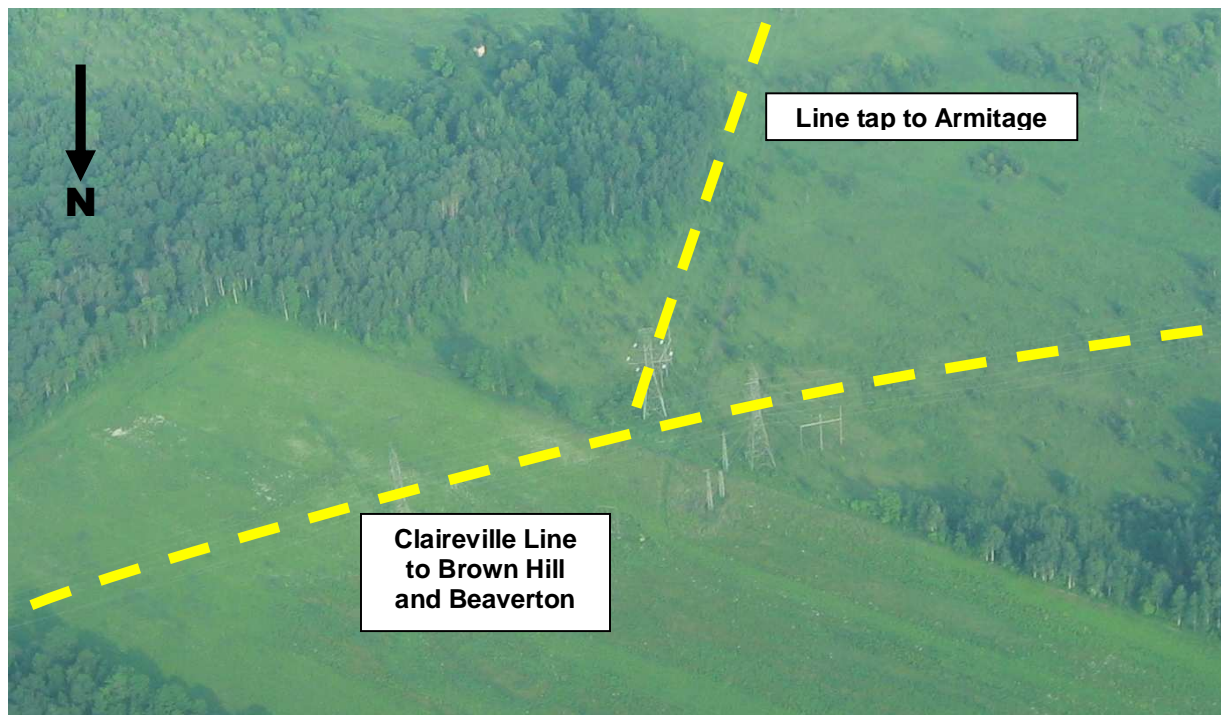 Line tap to Armitage
N
Claireville Line
to Brown Hill
and Beaverton